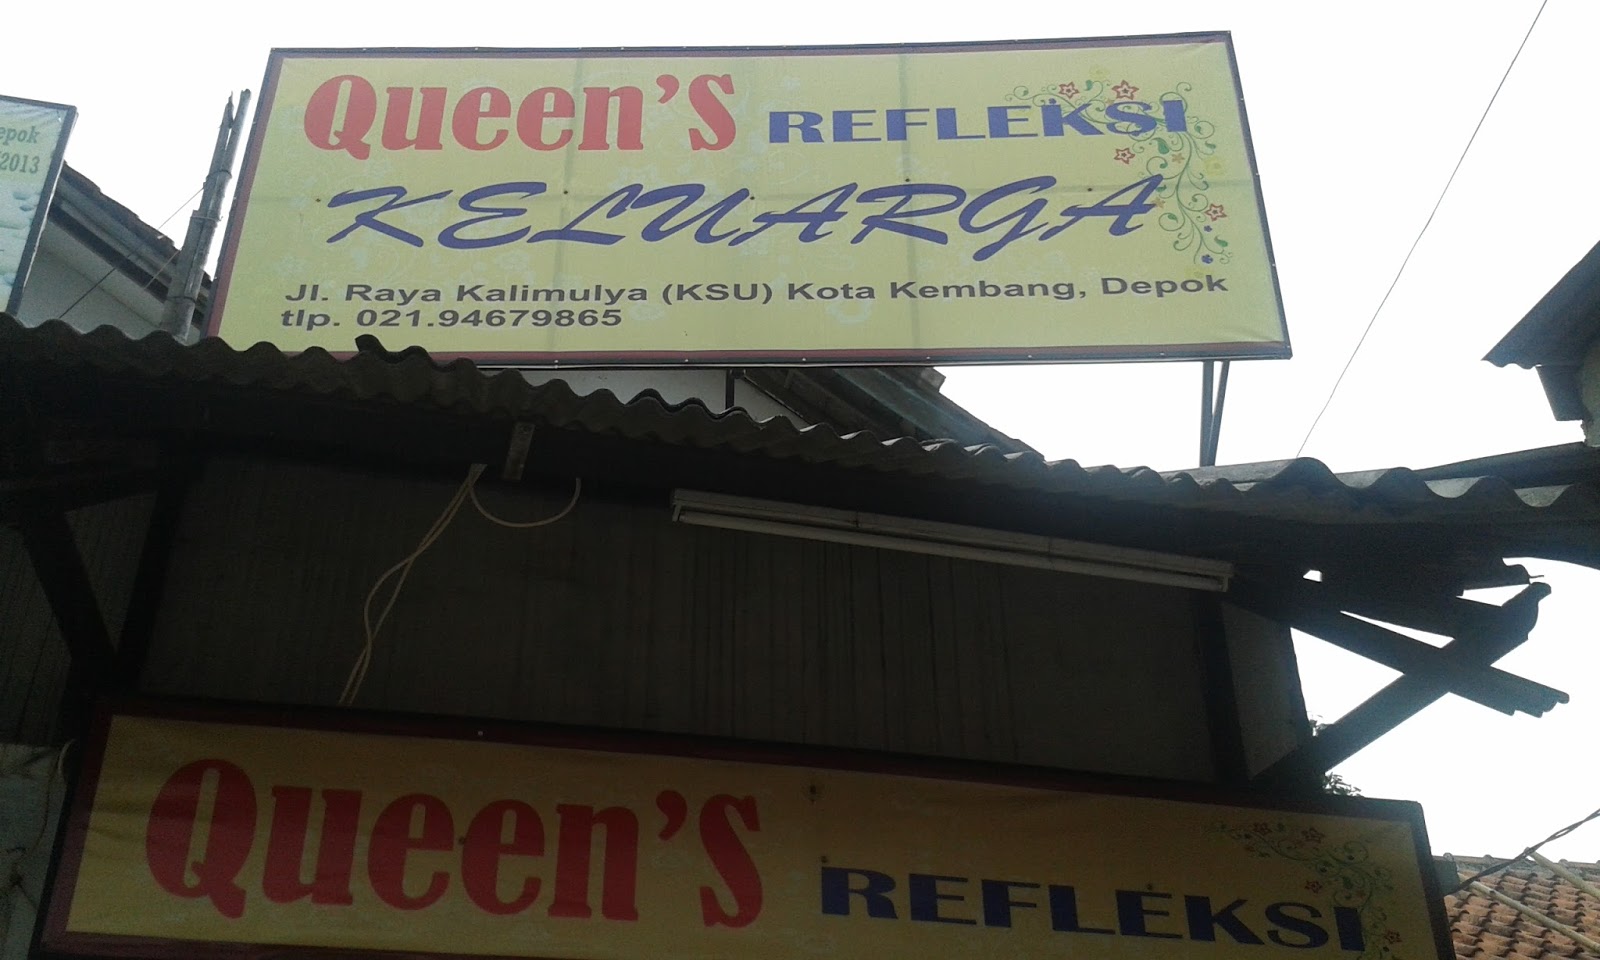 epok
2013
Queen's REFLEKSI
KELUARGA
Jl. Raya Kalimulya (KSU) Kota Kembang, Depok
tlp. 021.94679865
Queen's REFLEKSI